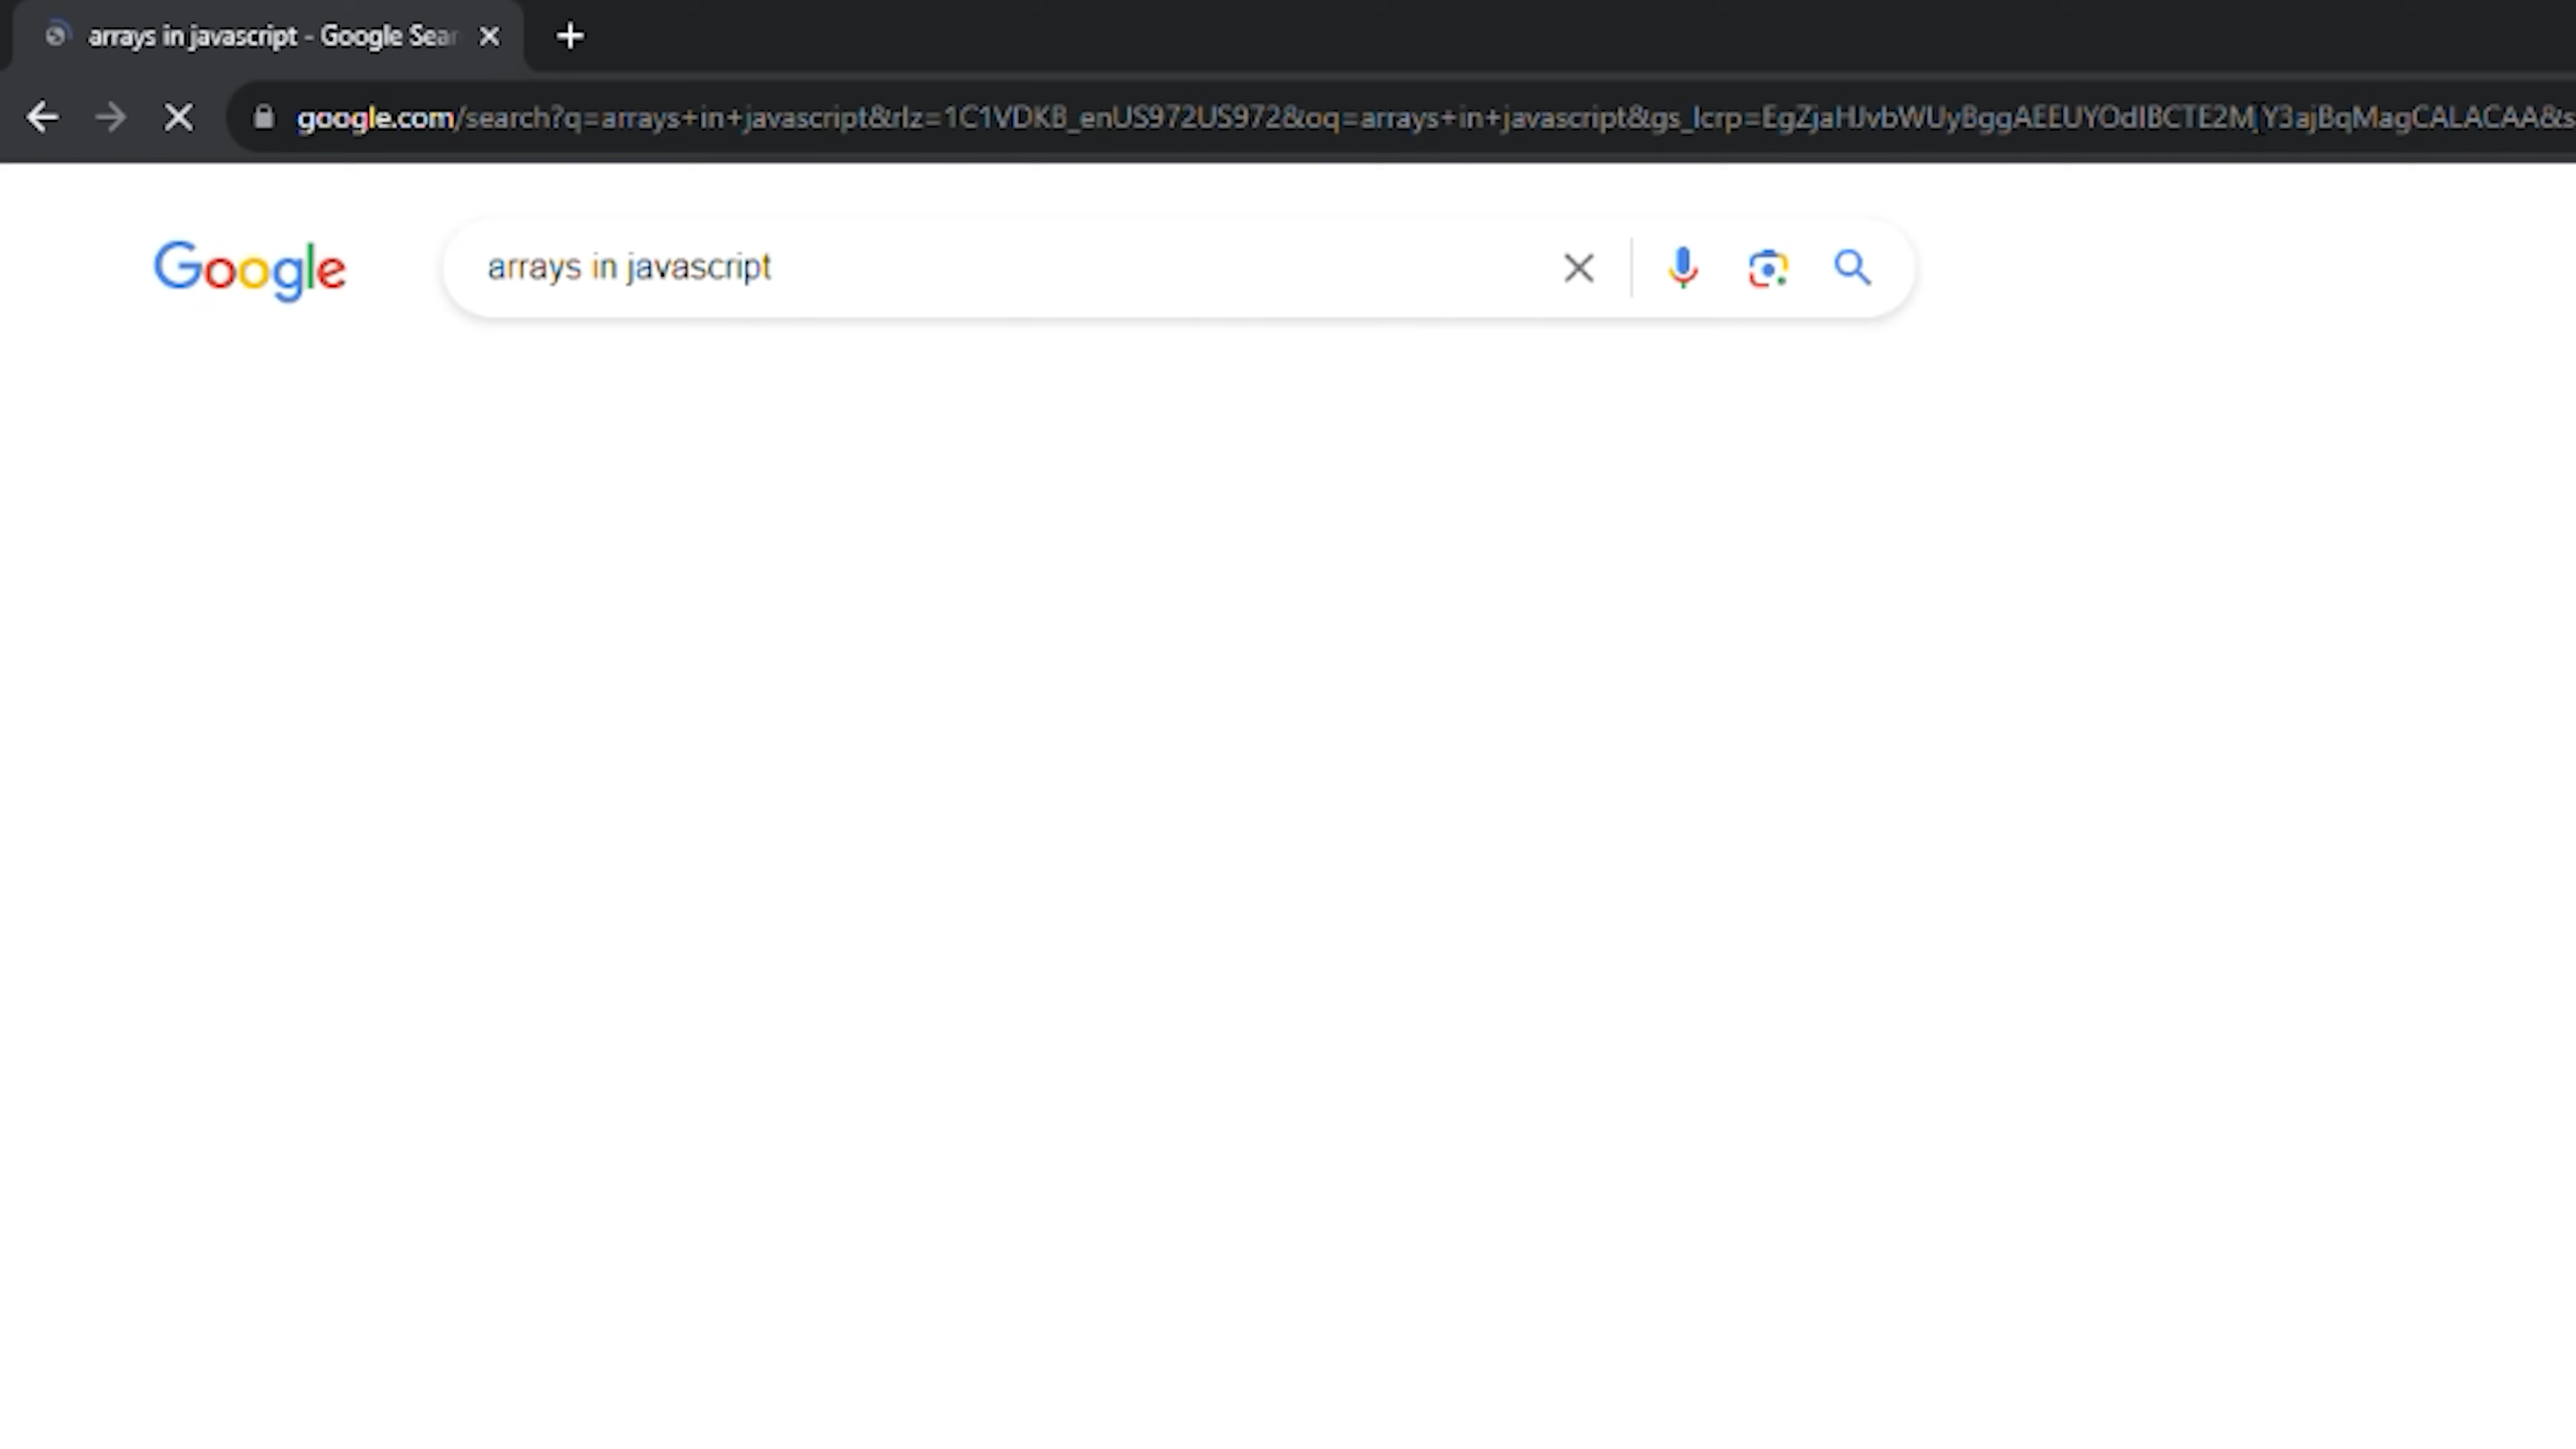 arrays in javascript - Google Sear
google.com/search?q=arrays+in+javascript&rlz=1C1VDKB_enUS972US972&oq=arrays+in+javascript&gs_lcrp=EgZjaHJvbWUyBggAEEUYOdIBCTE2MjY3ajBqMagCALACAA&s
Google
arrays in javascript